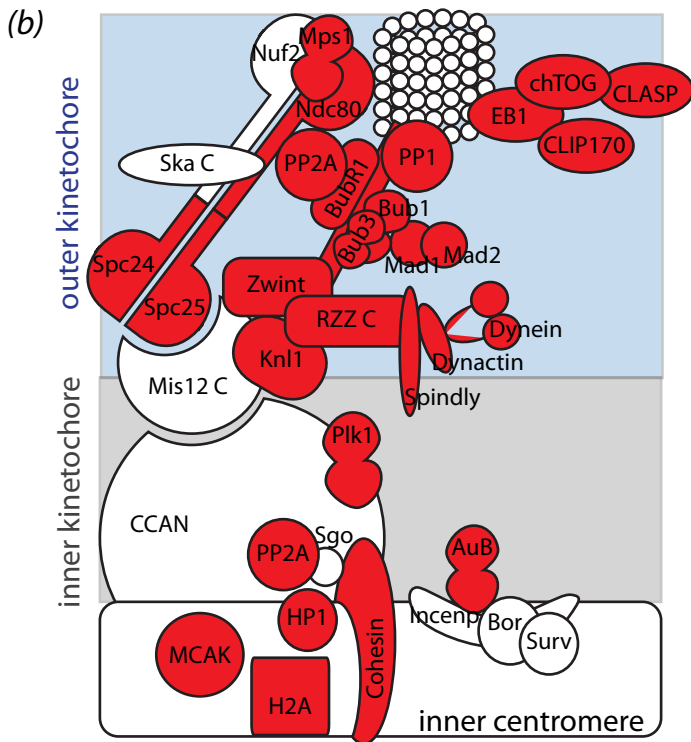 (b)
outer kinetochore
inner kinetochore
Nuf2
Mps1
Ndc80
chTOG
CLASP
EB1
CLIP170
Ska C
PP2A
BubR1
PP1
Bub1
Bub3
Mad1
Mad2
Spc24
Spc25
Zwint
RZZ C
Dynein
Dynactin
Knl1
Mis12 C
Spindly
Plk1
CCAN
Sgo
PP2A
AuB
HP1
Incenp
Bor
Surv
MCAK
Cohesin
H2A
inner centromere